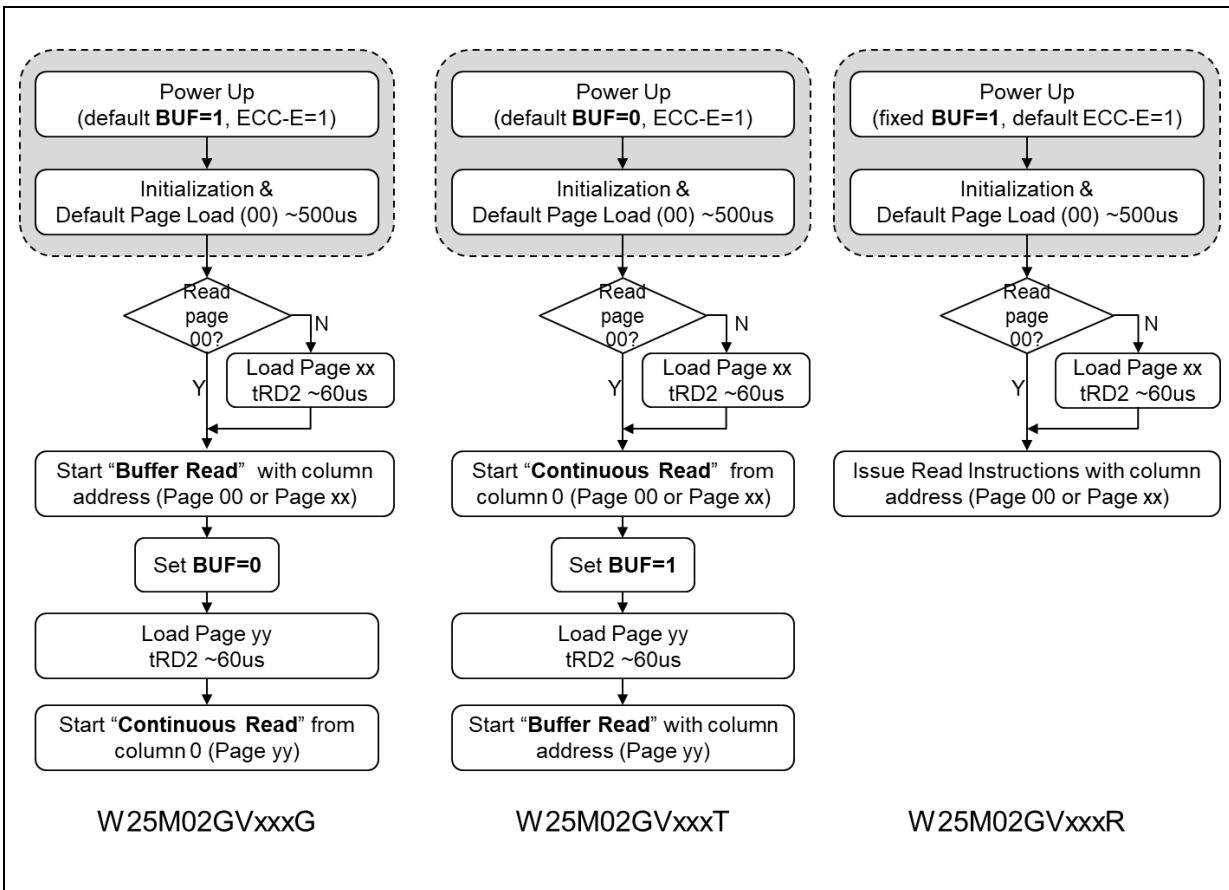 Power Up
(default BUF=1, ECC-E=1)
Initialization &
Default Page Load (00) ~500us
Read
page
00?
N
Load Page xx
tRD2 ~60us
Y
Start “Buffer Read” with column
address (Page 00 or Page xx)
Set BUF=0
Load Page yy
tRD2 ~60us
Start “Continuous Read” from
column 0 (Page yy)
W25M02GVxxxG
Power Up
(default BUF=0, ECC-E=1)
Initialization &
Default Page Load (00) ~500us
Read
page
00?
N
Load Page xx
tRD2 ~60us
Y
Start “Continuous Read” from
column 0 (Page 00 or Page xx)
Set BUF=1
Load Page yy
tRD2 ~60us
Start “Buffer Read” with column
address (Page yy)
W25M02GVxxxT
Power Up
(fixed BUF=1, default ECC-E=1)
Initialization &
Default Page Load (00) ~500us
Read
page
00?
N
Load Page xx
tRD2 ~60us
Y
Issue Read Instructions with column
address (Page 00 or Page xx)
W25M02GVxxxR